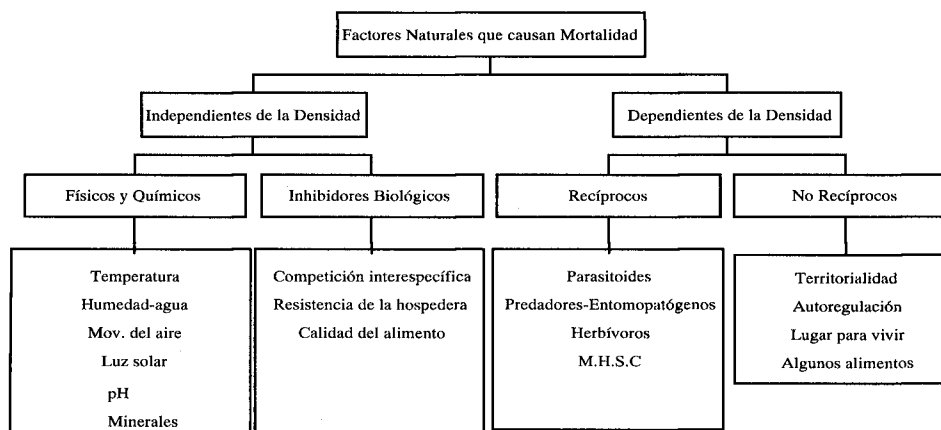 Factores Naturales que causan Mortalidad
Independientes de la Densidad
Dependientes de la Densidad
Físicos y Químicos
Inhibidores Biológicos
Recíprocos
No Recíprocos
Temperatura
Humedad-agua
Mov. del aire
Luz solar
pH
Minerales
Competición interespecífica
Resistencia de la hospedera
Calidad del alimento
Parasitoides
Predadores-Entomopatógenos
Herbívoros
M.H.S.C
Territorialidad
Autoregulación
Lugar para vivir
Algunos alimentos